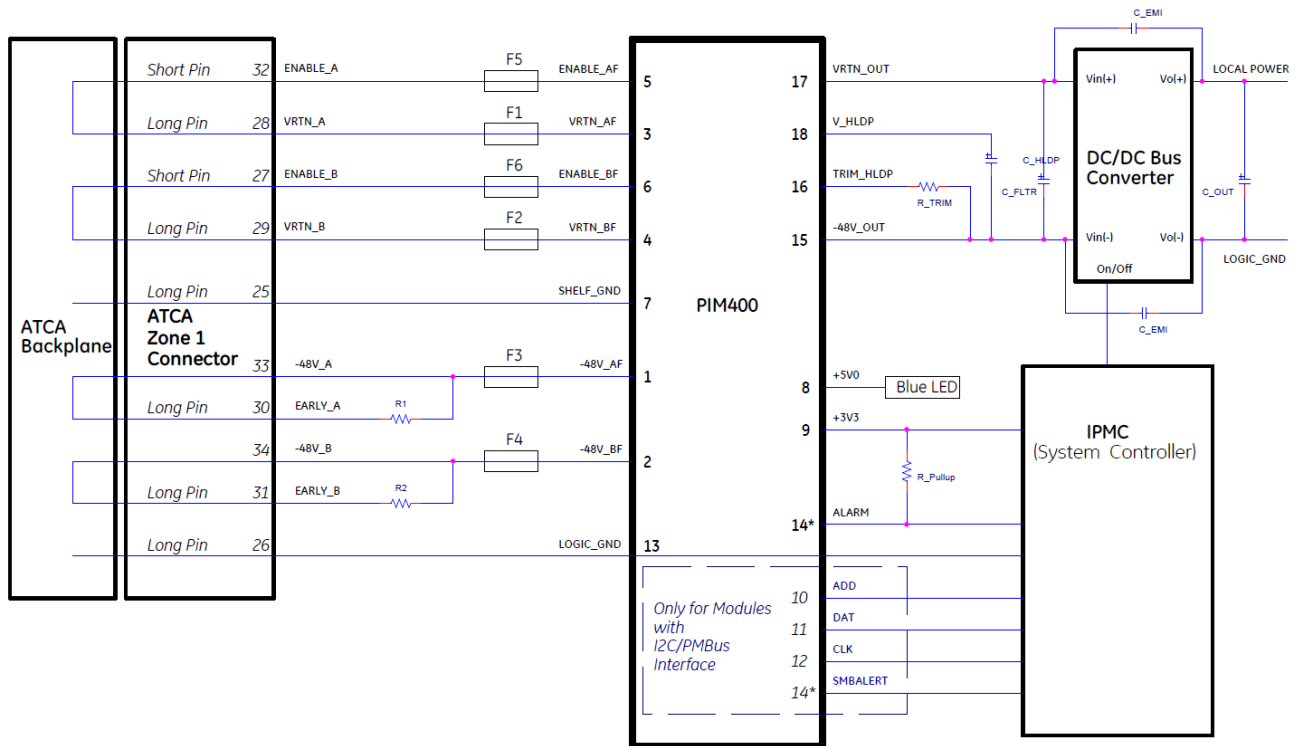 C_EMI
Short Pin 32 ENABLE_A F5 ENABLE_AF 5 17 VRTN_OUT Vin(+) Vo(+) LOCAL POWER
Long Pin 28 VRTN_A F1 VRTN_AF 3 18 V_HLDP
DC/DC Bus
Converter
C_HLDP
C_FLTR
C_OUT
Short Pin 27 ENABLE_B F6 ENABLE_BF 6 16 TRIM_HLDP
R_TRIM
Long Pin 29 VRTN_B F2 VRTN_BF 4 15 -48V_OUT Vin(-) Vo(-)
LOGIC_GND
On/Off
C_EMI
Long Pin 25 SHELF_GND 7
PIM400
ATCA
Backplane
ATCA
Zone 1
Connector
33 -48V_A F3 -48V_AF 1
Long Pin 30 EARLY_A R1
34 -48V_B F4 -48V_BF 2
Long Pin 31 EARLY_B R2
Long Pin 26 LOGIC_GND 13
8 +5V0 Blue LED
9 +3V3
R_Pullup
IPMC
(System Controller)
14* ALARM
Only for Modules
with
I2C/PMBus
Interface
10 ADD
11 DAT
12 CLK
14* SMBALERT